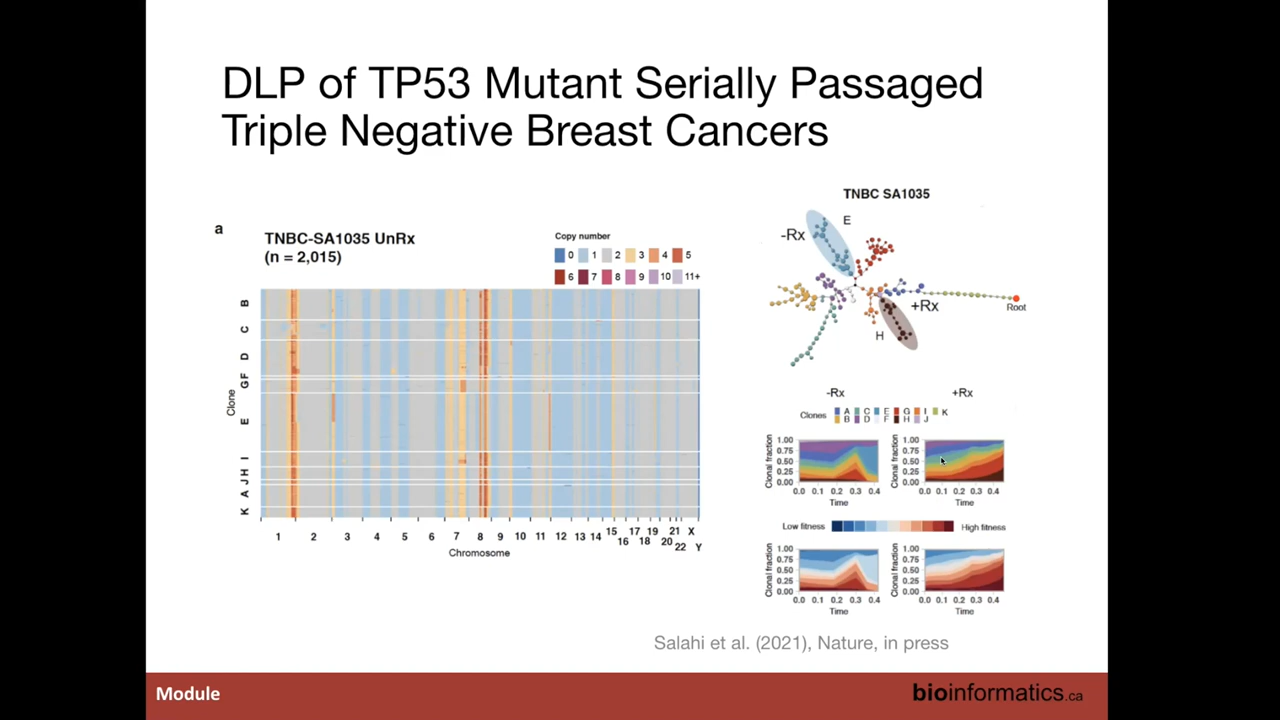 DLP of TP53 Mutant Serially Passaged
Triple Negative Breast Cancers
a
TNBC-SA1035 UnRx
(n = 2,015)
Copy number
0 1 2 3 4 5
6 7 8 9 10 11+
Clone
B
C
D
F
G
E
I
H
J
A
K
1 2 3 4 5 6 7 8 9 10 11 12 13 14 15 16 17 18 19 20 21 22 X Y
Chromosome
TNBC SA1035
-Rx
E
+Rx
Root
H
-Rx +Rx
Clones A C E G I K
B D F H J
Clonal fraction
1.00
0.75
0.50
0.25
0.00
0.0 0.1 0.2 0.3 0.4
Time
Clonal fraction
1.00
0.75
0.50
0.25
0.00
0.0 0.1 0.2 0.3 0.4
Time
Low fitness High fitness
Clonal fraction
1.00
0.75
0.50
0.25
0.00
0.0 0.1 0.2 0.3 0.4
Time
Clonal fraction
1.00
0.75
0.50
0.25
0.00
0.0 0.1 0.2 0.3 0.4
Time
Salahi et al. (2021), Nature, in press
Module
bioinformatics.ca